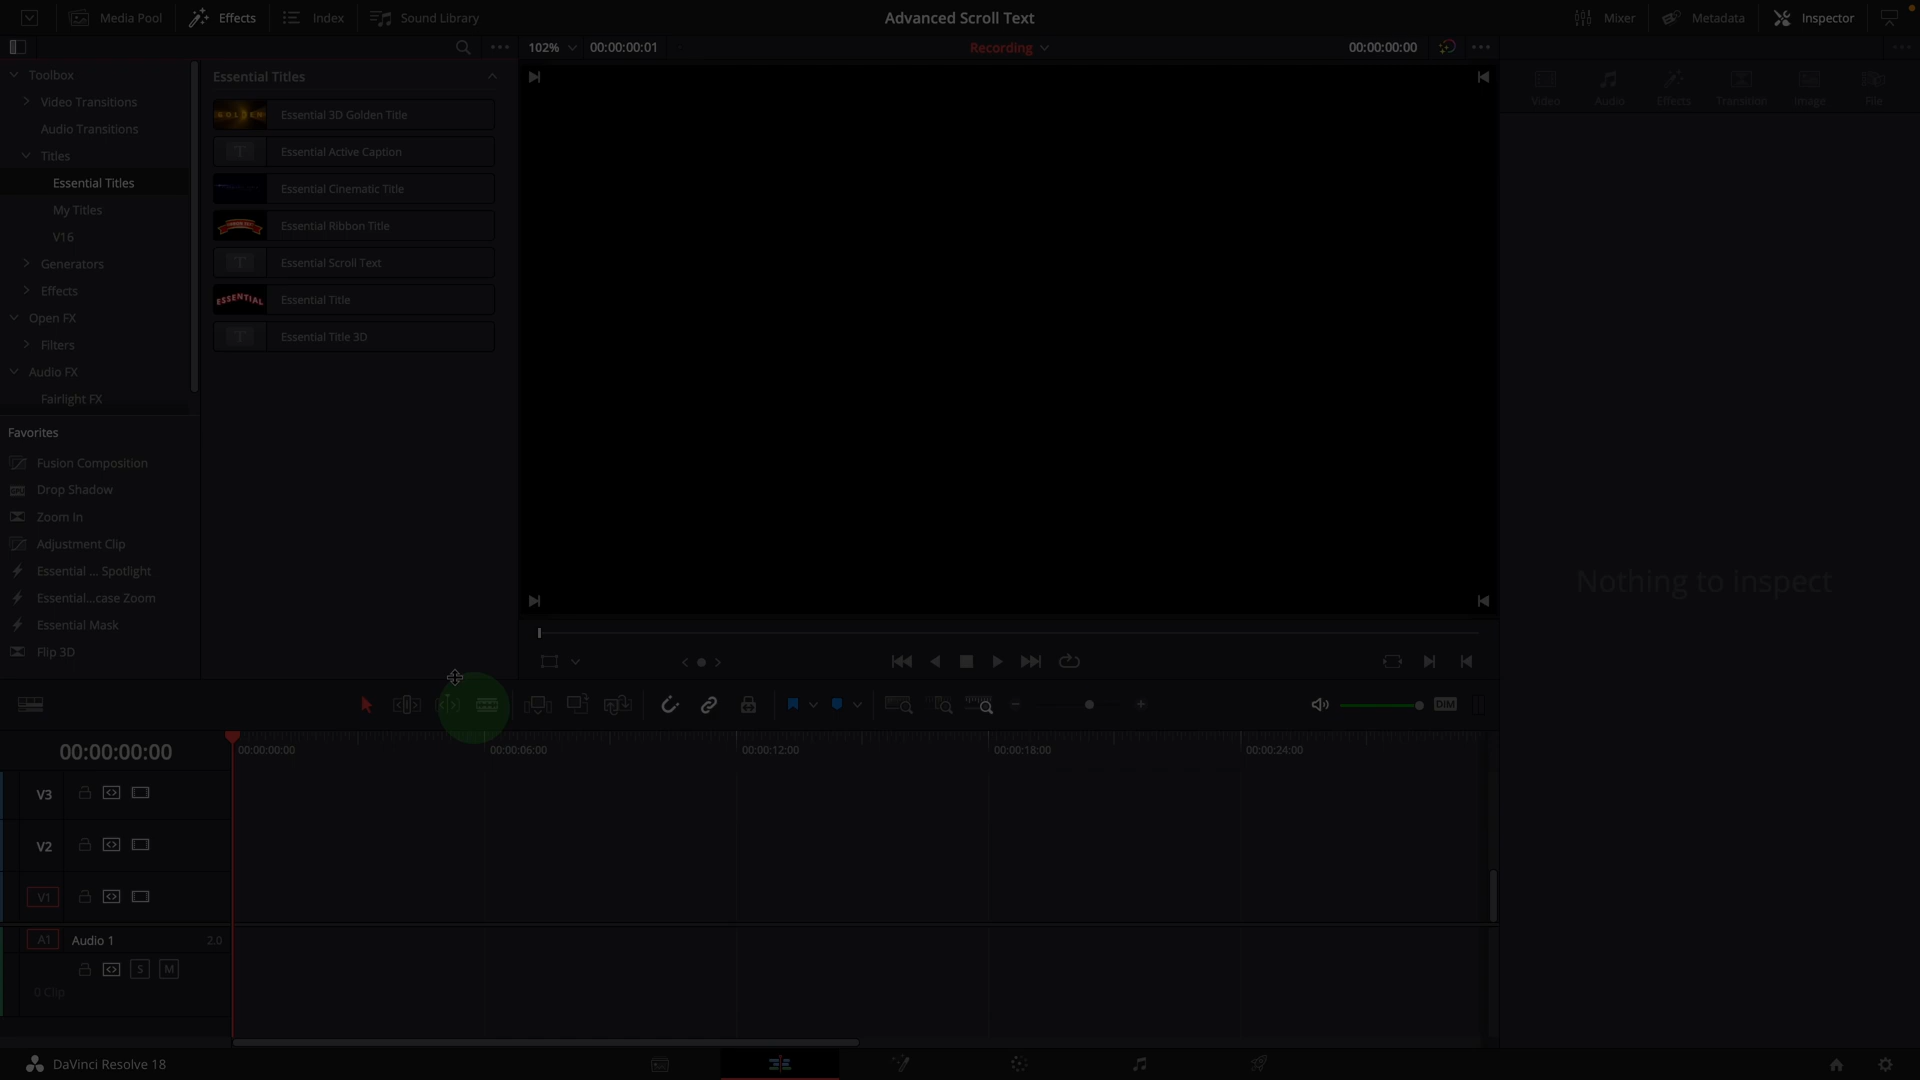 Media Pool
Effects
Index
Sound Library
Advanced Scroll Text
Mixer
Metadata
Inspector
102%
00:00:00:01
Recording
00:00:00:00
Toolbox
Video Transitions
Audio Transitions
Titles
Essential Titles
My Titles
V16
Generators
Effects
Open FX
Filters
Audio FX
Fairlight FX
Favorites
Fusion Composition
Drop Shadow
Zoom In
Adjustment Clip
Essential ... Spotlight
Essential...case Zoom
Essential Mask
Flip 3D
Essential Titles
GOLDEN
Essential 3D Golden Title
T
Essential Active Caption
Essential Cinematic Title
Essential Ribbon Title
T
Essential Scroll Text
ESSENTIAL
Essential Title
T
Essential Title 3D
Video
Audio
Effects
Transition
Image
File
Nothing to inspect
DIM
00:00:00:00
00:00:00:00
00:00:06:00
00:00:12:00
00:00:18:00
00:00:24:00
V3
V2
V1
A1
Audio 1
2.0
S
M
0 Clip
DaVinci Resolve 18